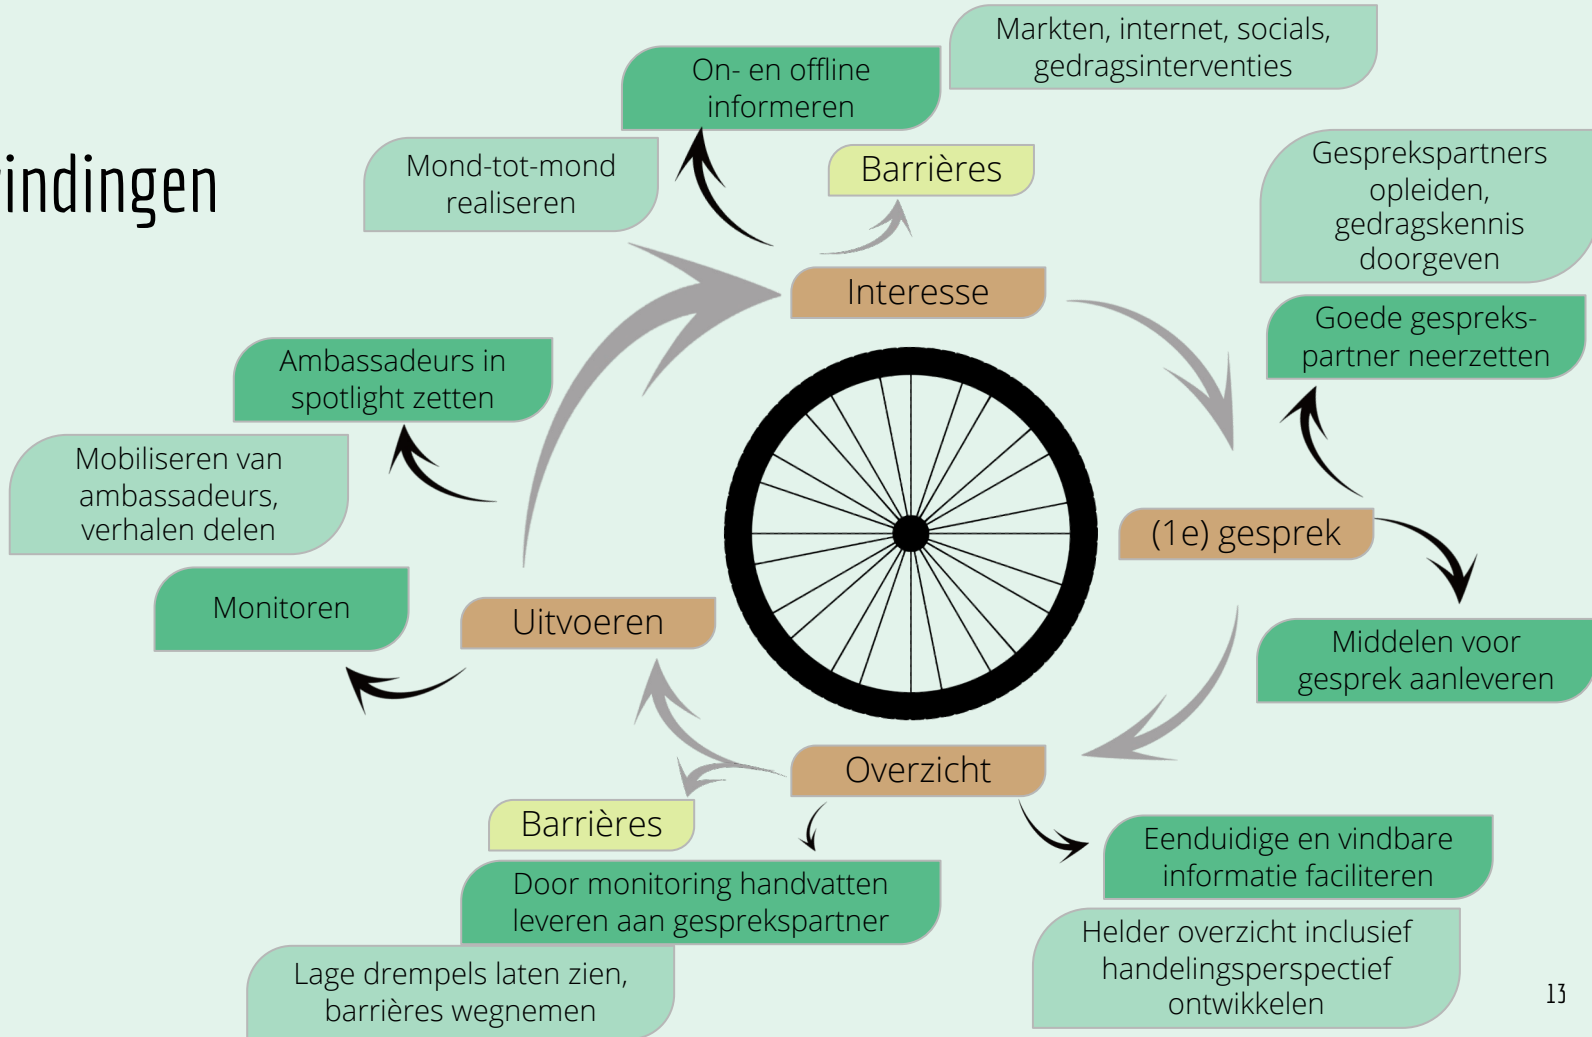 indingen
Markten, internet, socials,
gedragsinterventies
On- en offline
informeren
Mond-tot-mond
realiseren
Barrières
Gesprekspartners
opleiden,
gedragskennis
doorgeven
Interesse
Goede gespreks-
partner neerzetten
Ambassadeurs in
spotlight zetten
Mobiliseren van
ambassadeurs,
verhalen delen
(1e) gesprek
Monitoren
Uitvoeren
Middelen voor
gesprek aanleveren
Overzicht
Barrières
Eenduidige en vindbare
informatie faciliteren
Door monitoring handvatten
leveren aan gesprekspartner
Helder overzicht inclusief
handelingsperspectief
ontwikkelen
Lage drempels laten zien,
barrières wegnemen
13